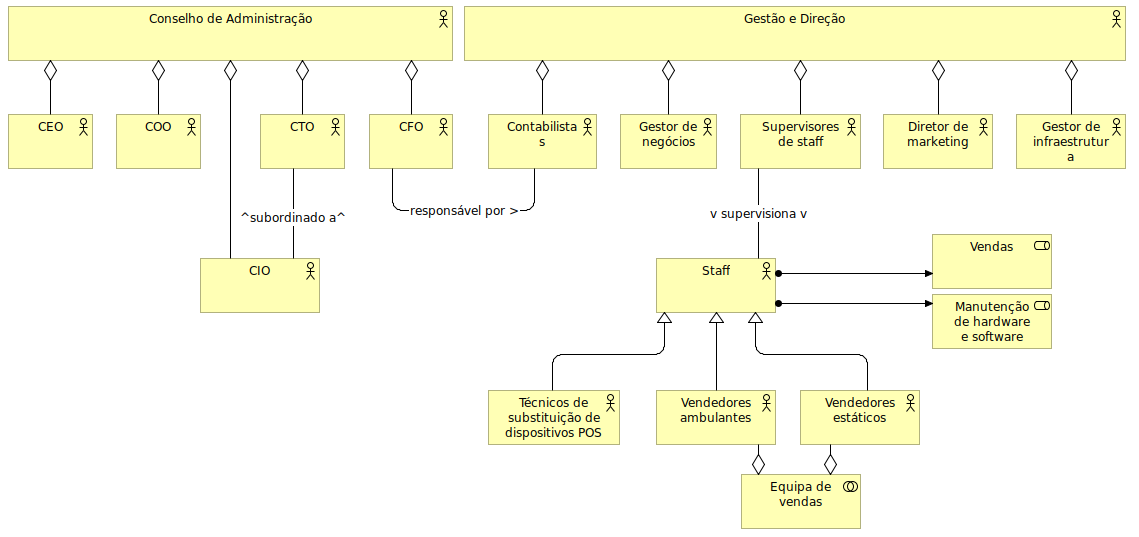 Conselho de Administração
Gestão e Direção
CEO
COO
CTO
CFO
Contabilista
s
Gestor de
negócios
Supervisores
de staff
Diretor de
marketing
Gestor de
infraestrutur
a
^subordinado a^
responsável por >
v supervisiona v
CIO
Staff
Vendas
Manutenção
de hardware
e software
Técnicos de
substituição de
dispositivos POS
Vendedores
ambulantes
Vendedores
estáticos
Equipa de
vendas